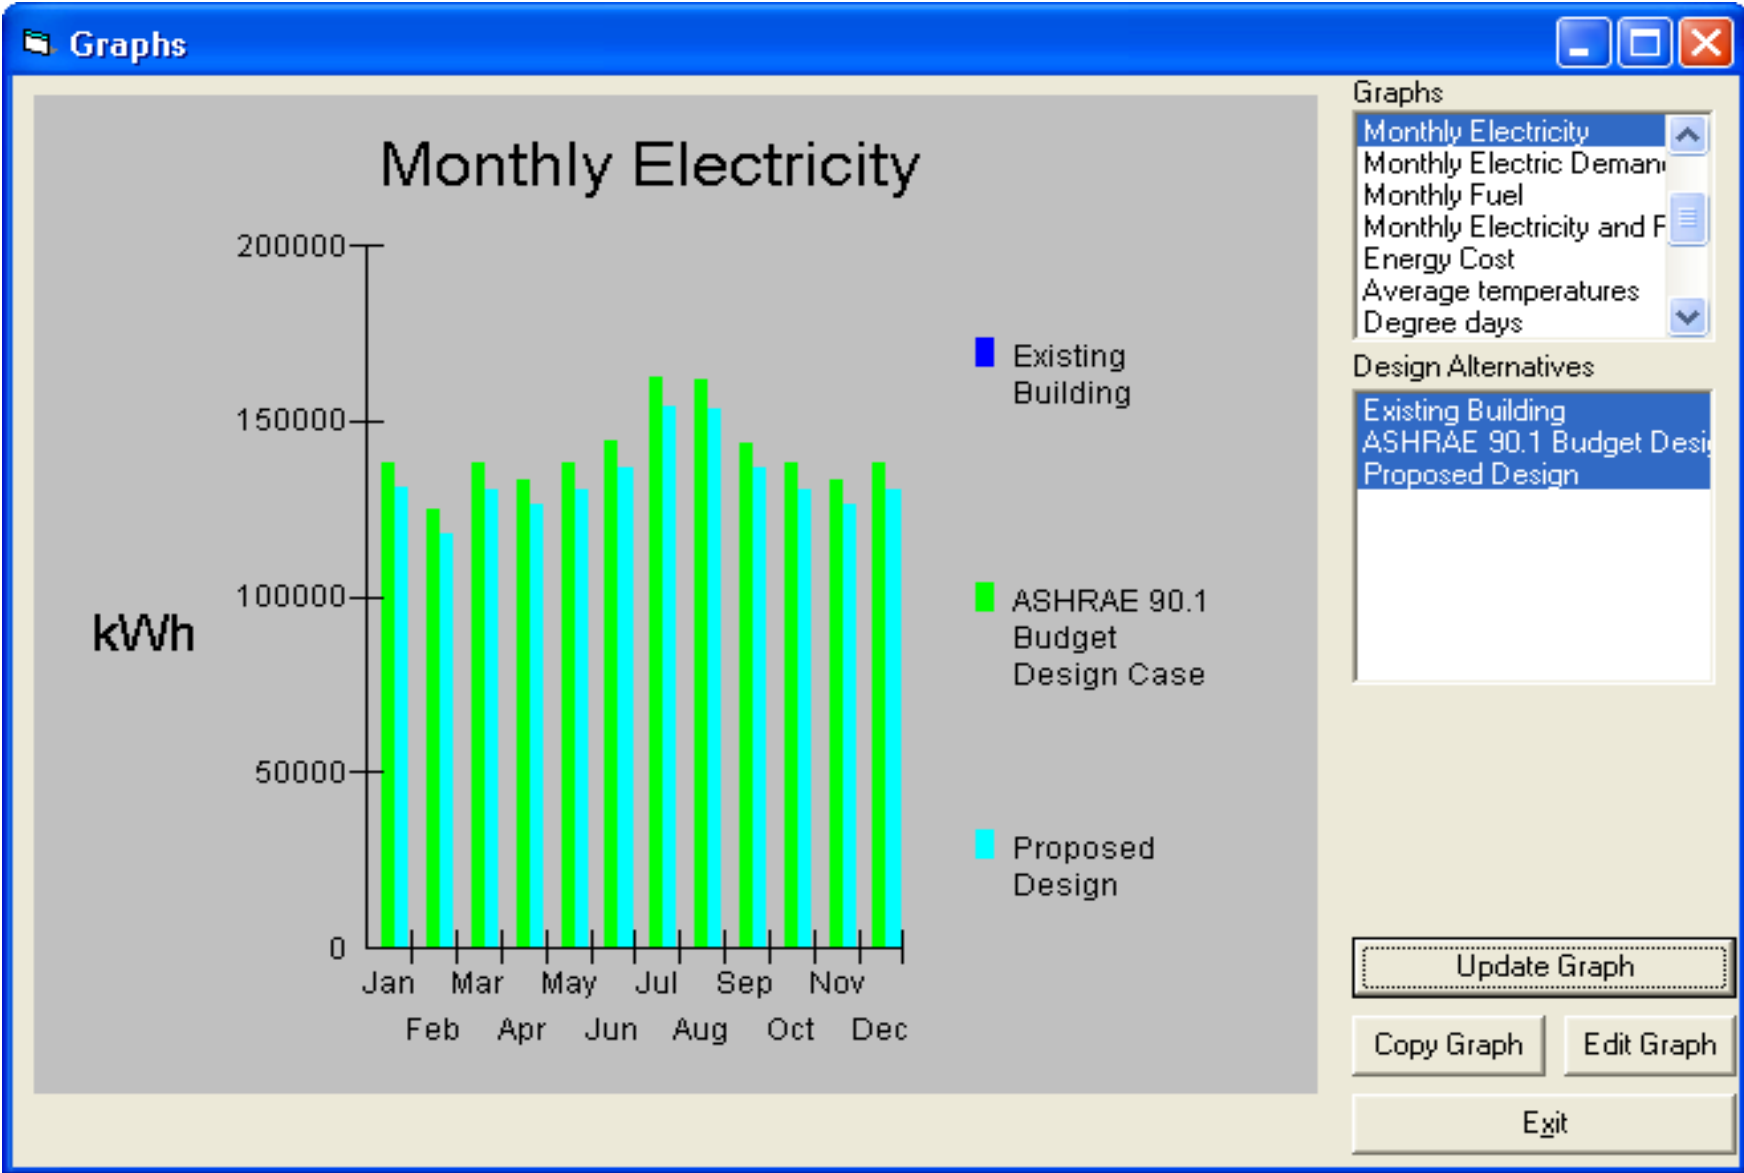 Graphs
Monthly Electricity
200000
150000
100000
50000
0
kWh
Jan Mar May Jul Sep Nov
Feb Apr Jun Aug Oct Dec
Existing
Building
ASHRAE 90.1
Budget
Design Case
Proposed
Design
Graphs
Monthly Electricity
Monthly Electric Deman
Monthly Fuel
Monthly Electricity and F
Energy Cost
Average temperatures
Degree days
Design Alternatives
Existing Building
ASHRAE 90.1 Budget Desi
Proposed Design
Update Graph
Copy Graph Edit Graph
Exit